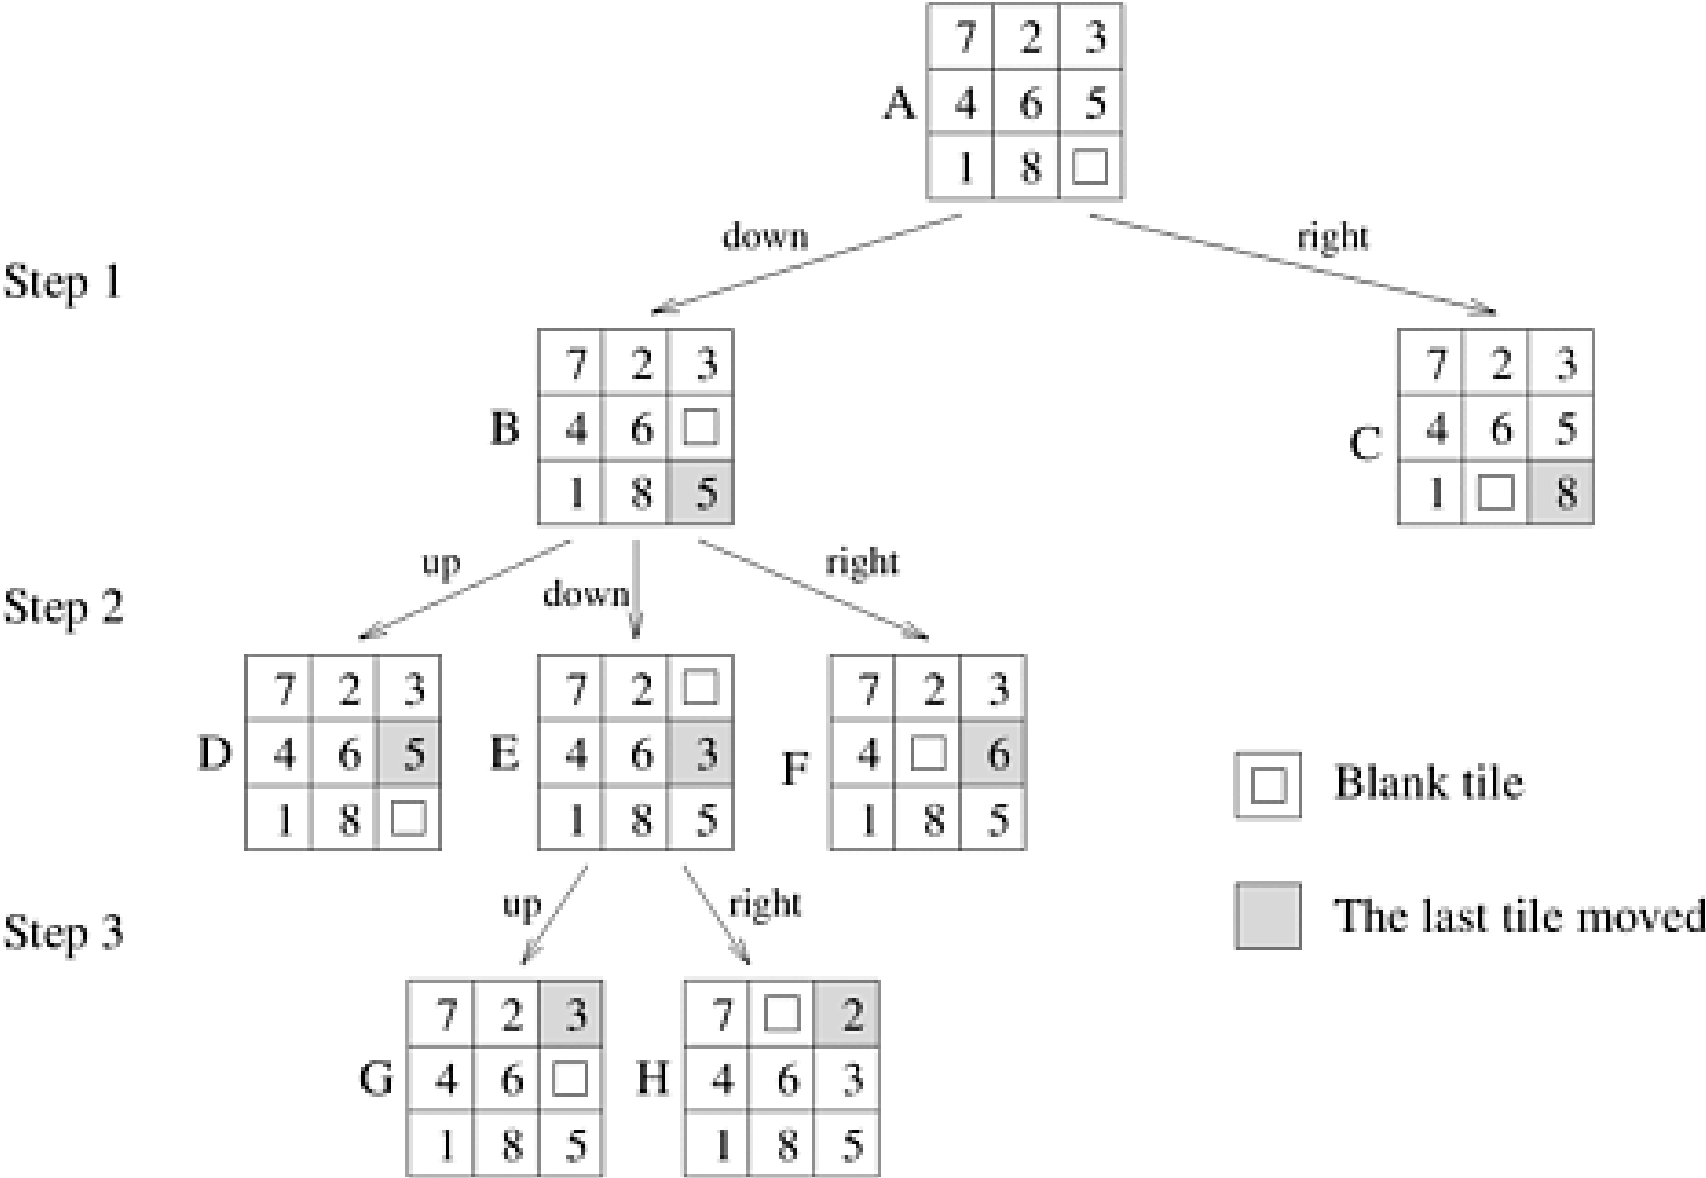 7 2 3
A 4 6 5
1 8
down right
Step 1
7 2 3 7 2 3
B 4 6 C 4 6 5
1 8 5 1 8
up down right
Step 2
7 2 3 7 2 7 2 3
D 4 6 5 E 4 6 3 F 4 6
1 8 1 8 5 1 8 5
Blank tile
up right
The last tile moved
Step 3
7 2 3 7 2
G 4 6 H 4 6 3
1 8 5 1 8 5